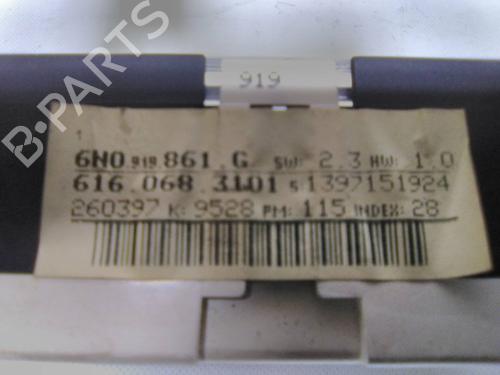 919
B-PARTS
1
6N0 919 861 G SW: 2.3 HW: 1.0
616.068.3101 S:1397151924
260397 K: 9528 PM: 115 INDEX: 28